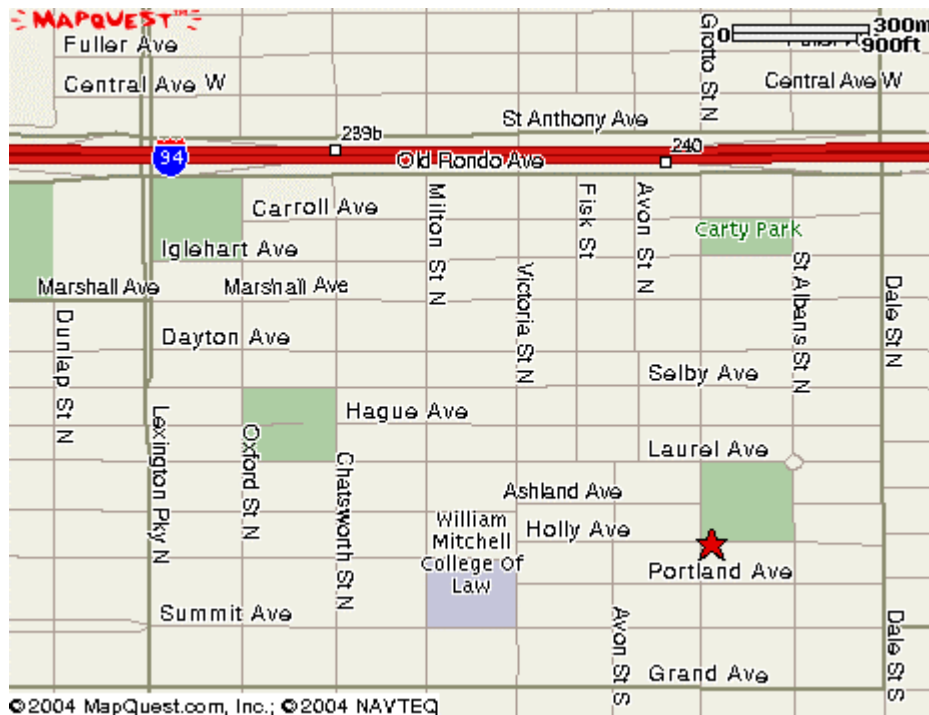 MAPQUEST
Fuller Ave
Grotto St N
0
300m
900ft
Fuller Ave
Central Ave W
Central Ave W
St Anthony Ave
239b
240
94
Old Rondo Ave
Carroll Ave
Milton St N
Fisk St
Avon St N
Carty Park
Iglehart Ave
St Albans St N
Marshall Ave
Marshall Ave
Victoria St N
Dale St N
Dunlap St N
Dayton Ave
Selby Ave
Lexington Pky N
Hague Ave
Oxford St N
Laurel Ave
Chatsworth St N
Ashland Ave
William
Mitchell
College Of
Law
Holly Ave
Portland Ave
Summit Ave
Avon St S
Dale St S
Grand Ave
©2004 MapQuest.com, Inc.; ©2004 NAVTEQ